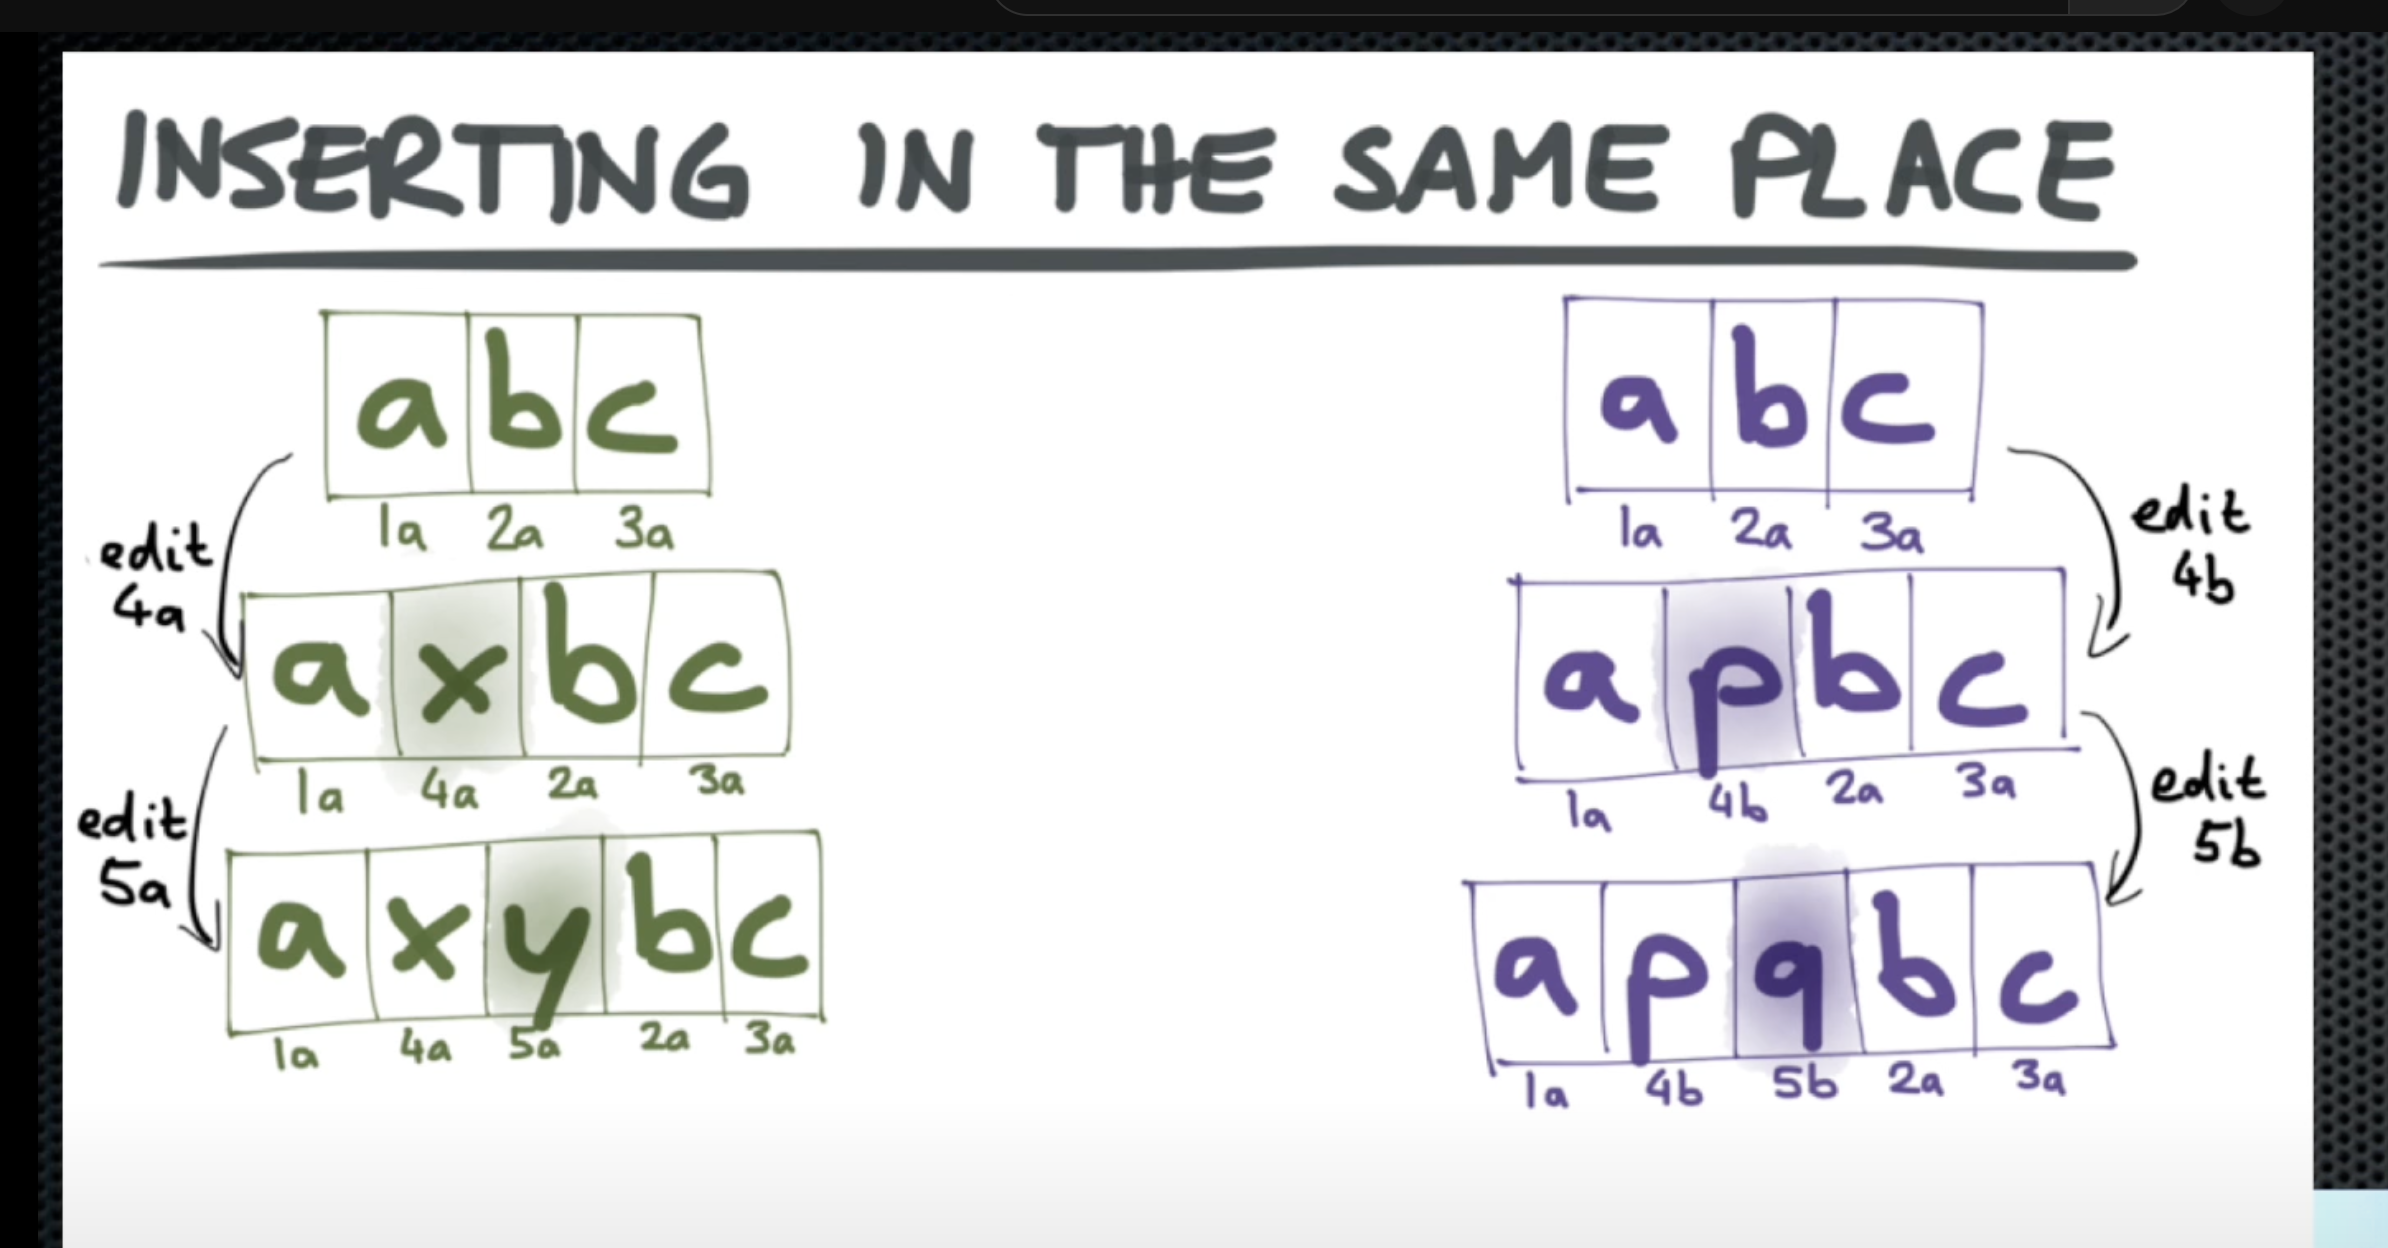 INSERTING IN THE SAME PLACE
a b c
1a 2a 3a
edit
4a
a x b c
1a 4a 2a 3a
edit
5a
a x y b c
1a 4a 5a 2a 3a
a b c
1a 2a 3a
edit
4b
a p b c
1a 4b 2a 3a
edit
5b
a p q b c
1a 4b 5b 2a 3a